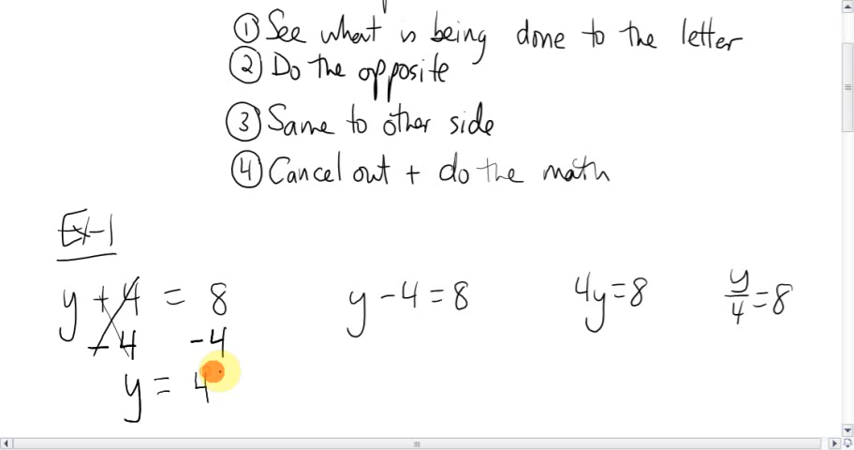 ① See what is being done to the letter
② Do the opposite
③ Same to other side
④ Cancel out + do the math
Ex-1
y + 4 = 8
- 4 -4
y = 4
y - 4 = 8
4y = 8
y/4 = 8